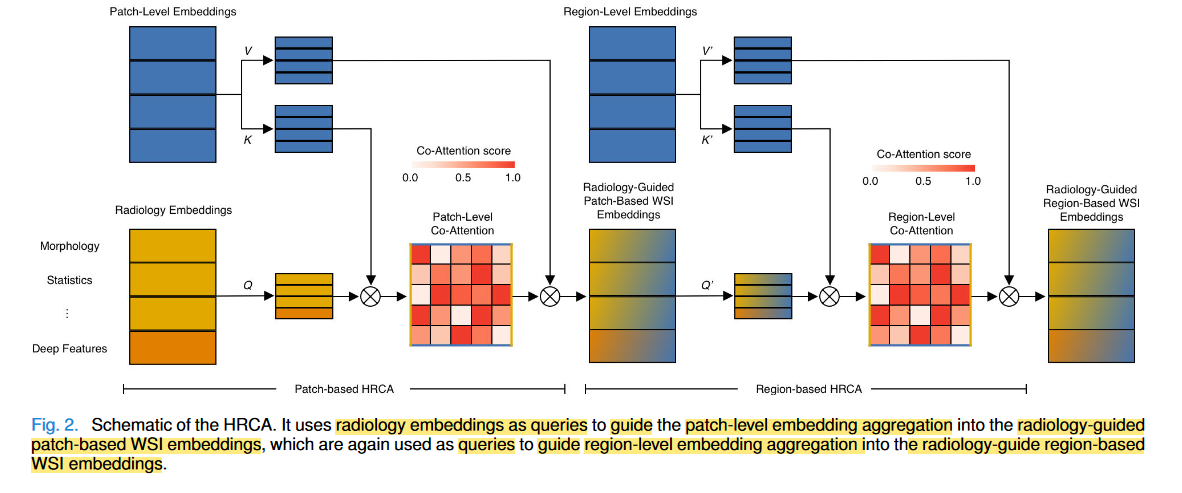 Patch-Level Embeddings
Region-Level Embeddings
V
K
V'
K'
Co-Attention score
0.0 0.5 1.0
Co-Attention score
0.0 0.5 1.0
Radiology Embeddings
Morphology
Statistics
⋮
Deep Features
Q
Patch-Level
Co-Attention
Radiology-Guided
Patch-Based WSI
Embeddings
Q'
Region-Level
Co-Attention
Radiology-Guided
Region-Based WSI
Embeddings
Patch-based HRCA
Region-based HRCA
Fig. 2. Schematic of the HRCA. It uses radiology embeddings as queries to guide the patch-level embedding aggregation into the radiology-guided
patch-based WSI embeddings, which are again used as queries to guide region-level embedding aggregation into the radiology-guide region-based
WSI embeddings.